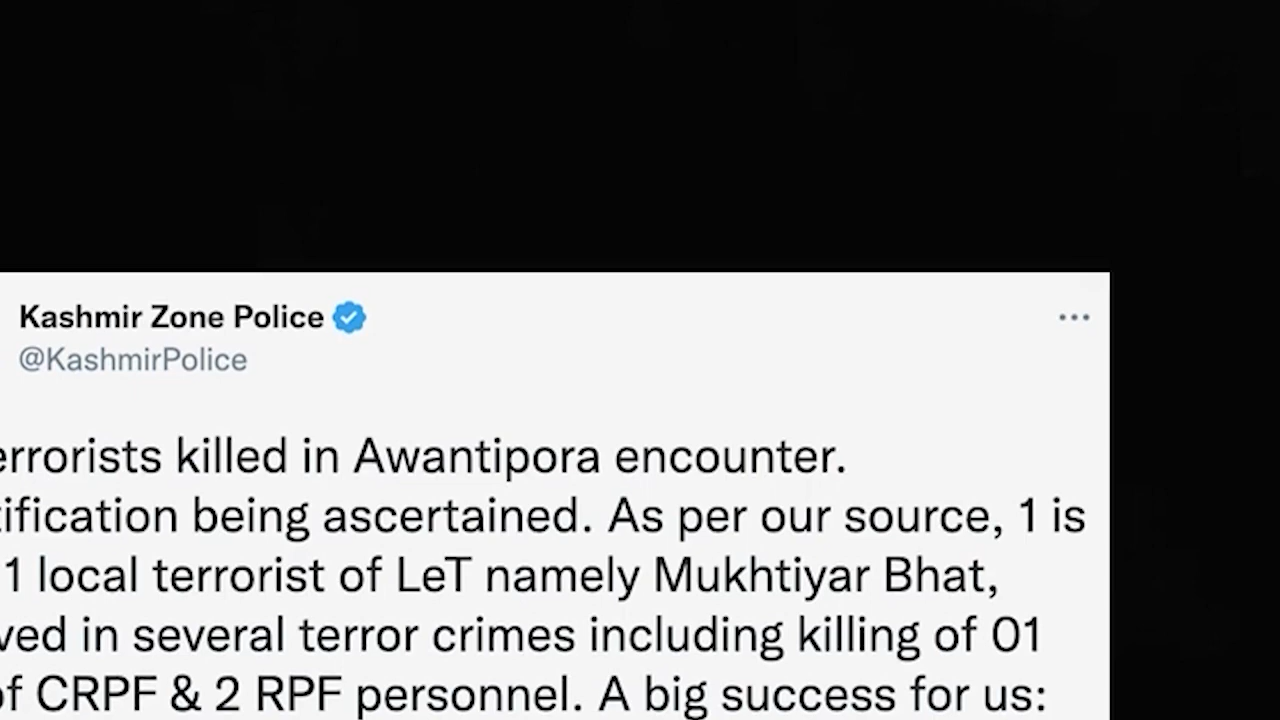 Kashmir Zone Police
@KashmirPolice
errorists killed in Awantipora encounter.
tification being ascertained. As per our source, 1 is
1 local terrorist of LeT namely Mukhtiyar Bhat,
ved in several terror crimes including killing of 01
of CRPF & 2 RPF personnel. A big success for us: